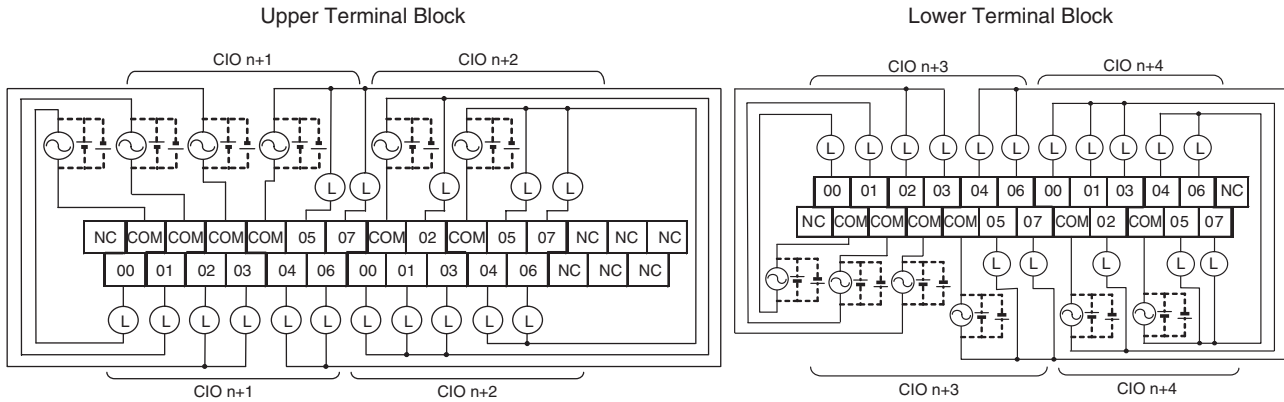 Upper Terminal Block
Lower Terminal Block
CIO n+1 CIO n+2
CIO n+3 CIO n+4
L L L L L
NC COM COM COM COM 05 07 COM 02 COM 05 07 NC NC NC
00 01 02 03 04 06 00 01 03 04 06 NC NC NC
L L L L L L L L L L L
CIO n+1 CIO n+2
L L L L L L L L L L L
00 01 02 03 04 06 00 01 03 04 06 NC
NC COM COM COM COM 05 07 COM 02 COM 05 07
L L L L L
CIO n+3 CIO n+4